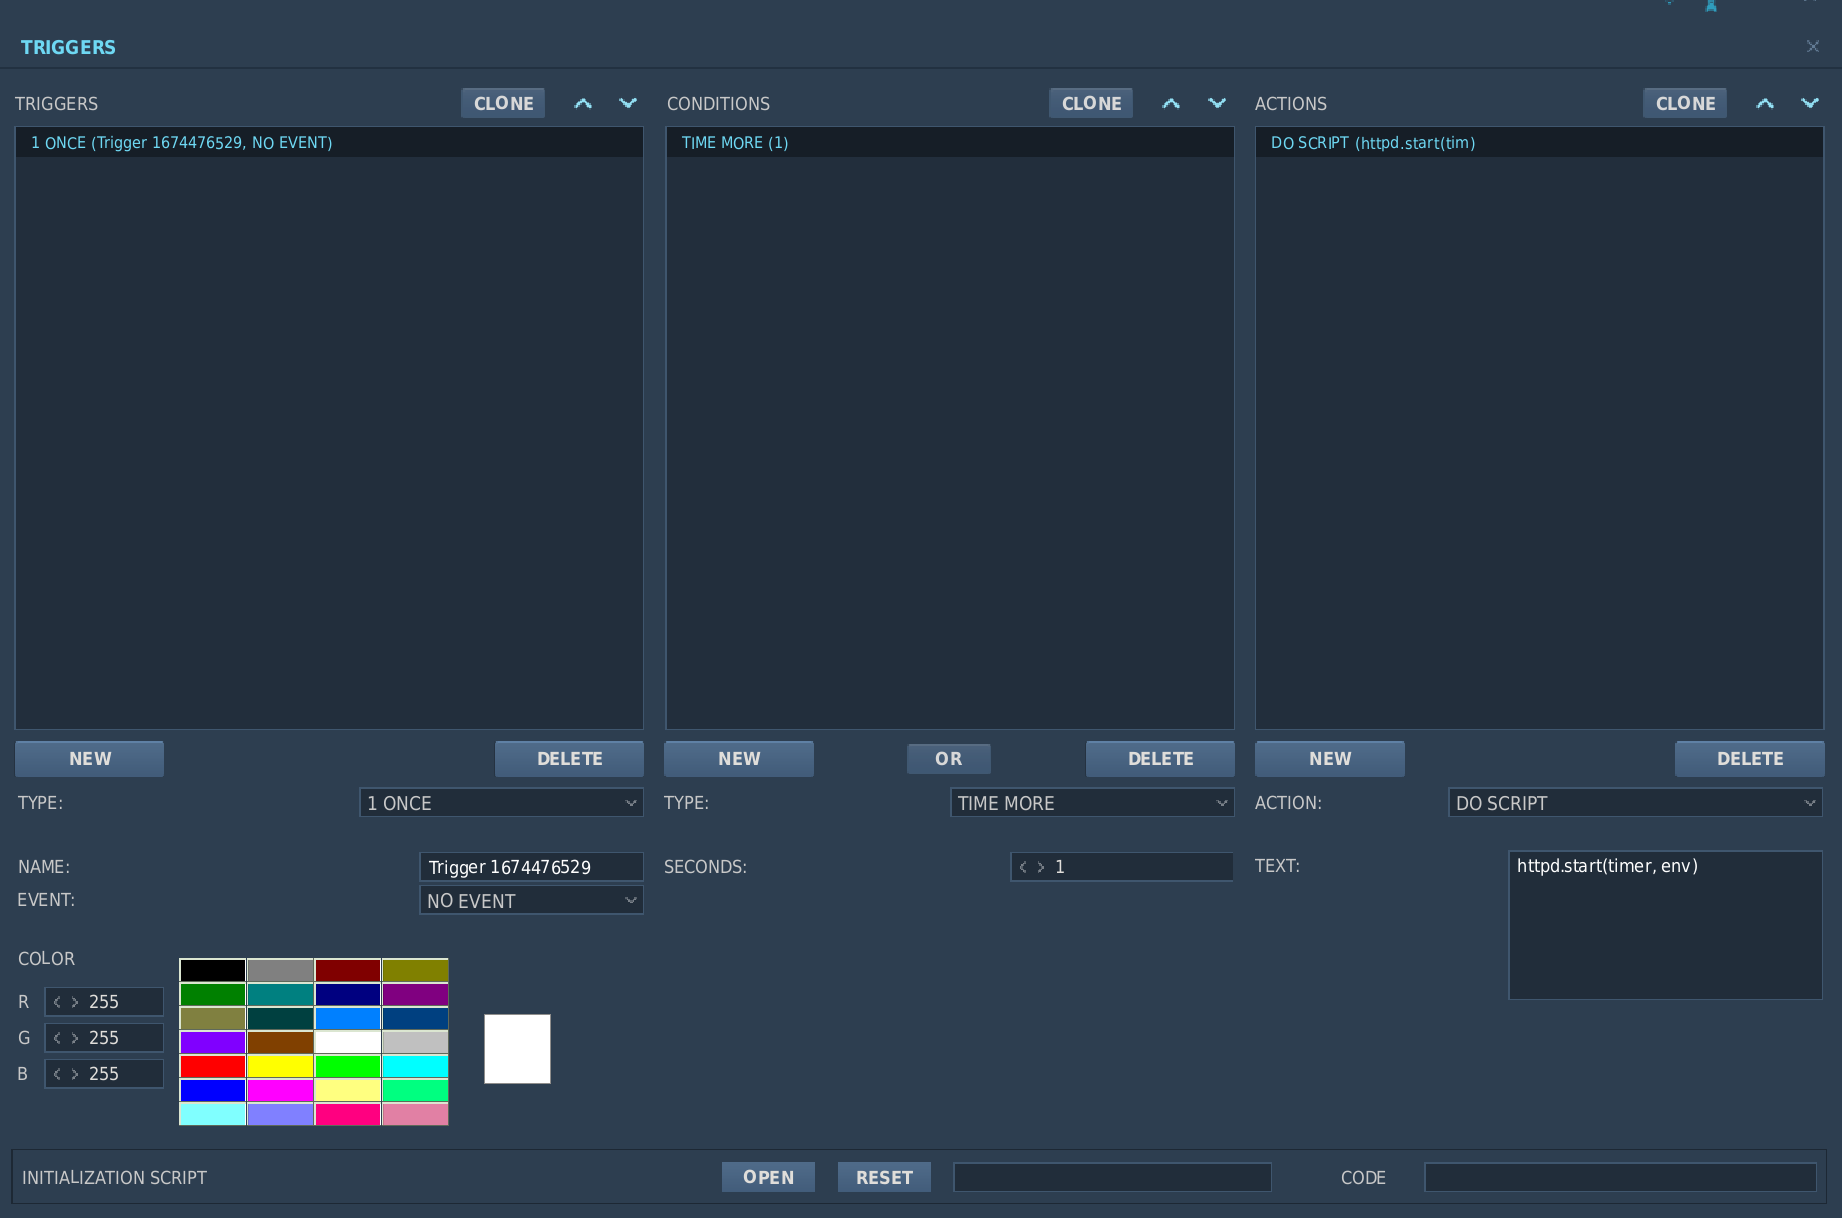 TRIGGERS
TRIGGERS CLONE CONDITIONS CLONE ACTIONS CLONE
1 ONCE (Trigger 1674476529, NO EVENT) TIME MORE (1) DO SCRIPT (httpd.start(tim)
NEW DELETE NEW OR DELETE NEW DELETE
TYPE: 1 ONCE TYPE: TIME MORE ACTION: DO SCRIPT
NAME: Trigger 1674476529 SECONDS: 1 TEXT: httpd.start(timer, env)
EVENT: NO EVENT
COLOR
R 255
G 255
B 255
INITIALIZATION SCRIPT OPEN RESET CODE